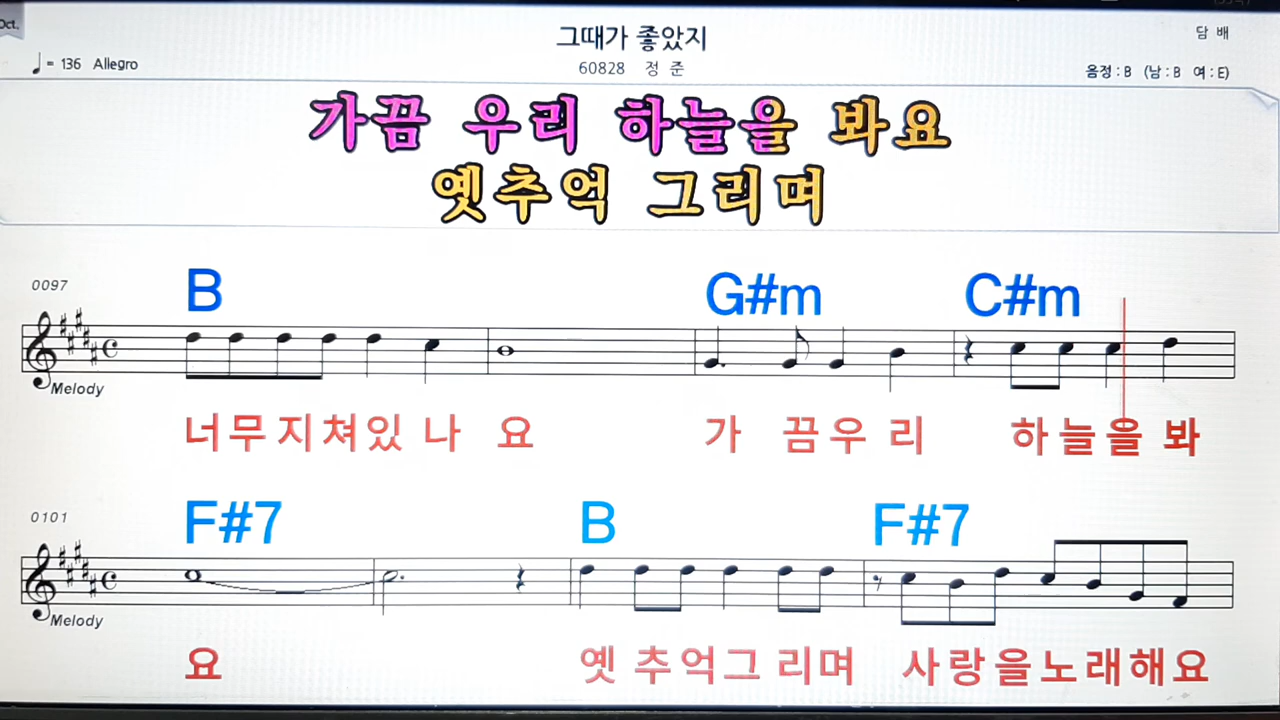 Oct.
그때가 좋았지
담 배
♩ = 136 Allegro
60828 정 준
음정 : B (남 : B 여 : E)
가끔 우리 하늘을 봐요
옛추억 그리며
0097
B G#m C#m
Melody
너무지쳐있 나 요 가 끔우 리 하늘을 봐
0101
F#7 B F#7
Melody
요 옛 추억그 리며 사랑을노래해요